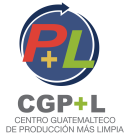 P+L
CGP+L
CENTRO GUATEMALTECO
DE PRODUCCIÓN MÁS LIMPIA